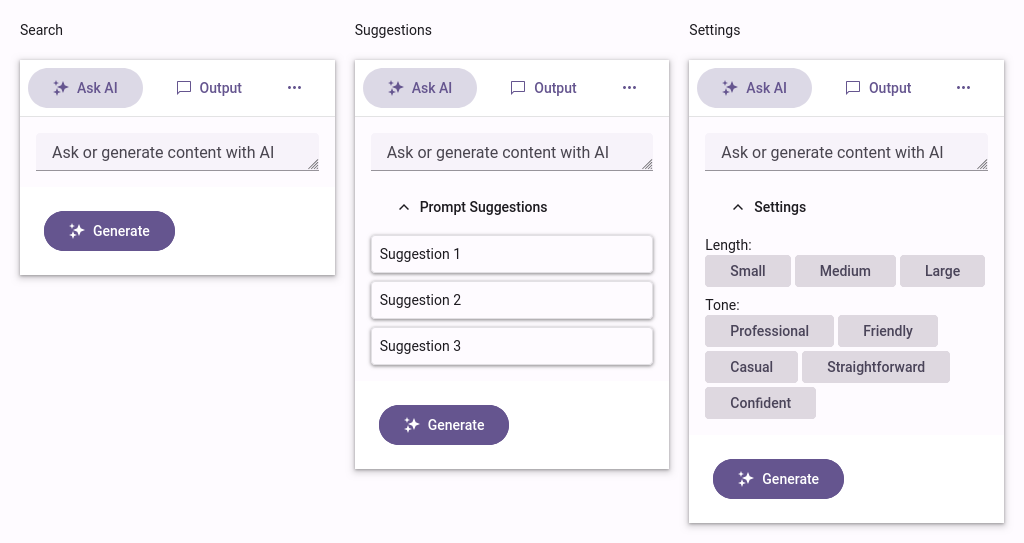 Search
Ask AI
Output
Ask or generate content with AI
Generate
Suggestions
Ask AI
Output
Ask or generate content with AI
Prompt Suggestions
Suggestion 1
Suggestion 2
Suggestion 3
Generate
Settings
Ask AI
Output
Ask or generate content with AI
Settings
Length:
Small Medium Large
Tone:
Professional Friendly
Casual Straightforward
Confident
Generate